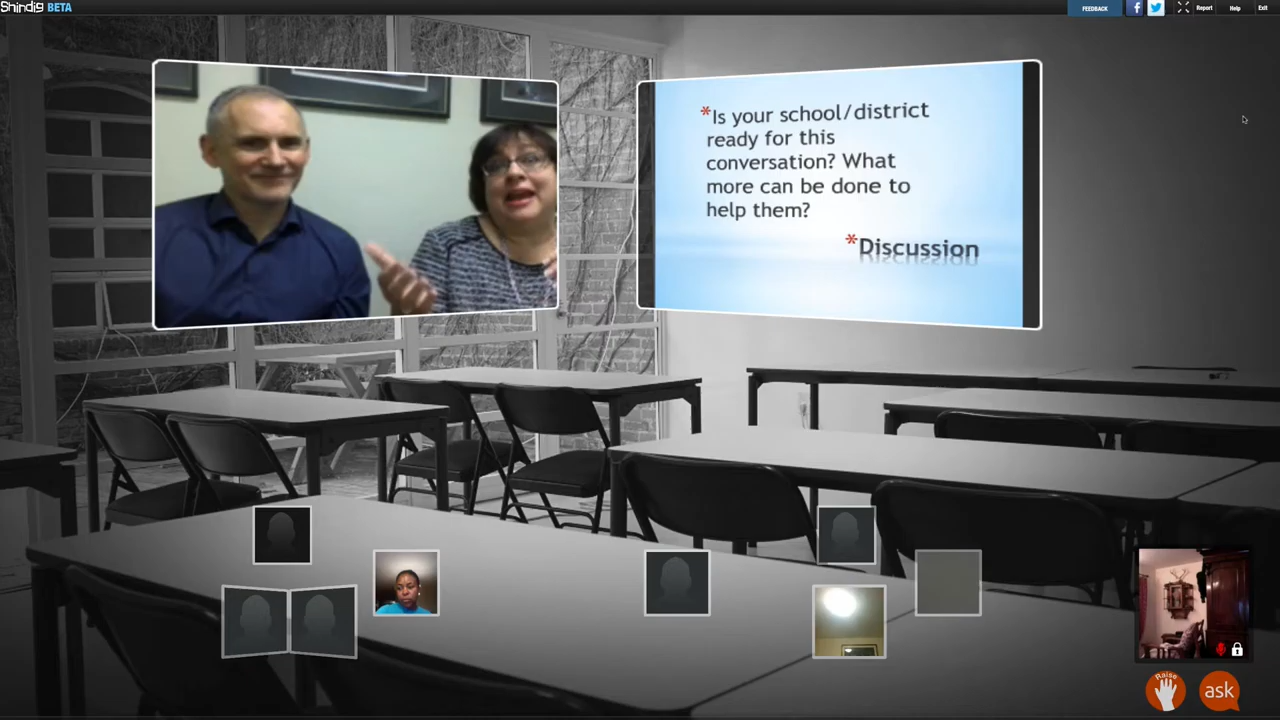 Shindig BETA
FEEDBACK
Report
Help
Exit
*Is your school/district
ready for this
conversation? What
more can be done to
help them?
*Discussion
Raise
ask